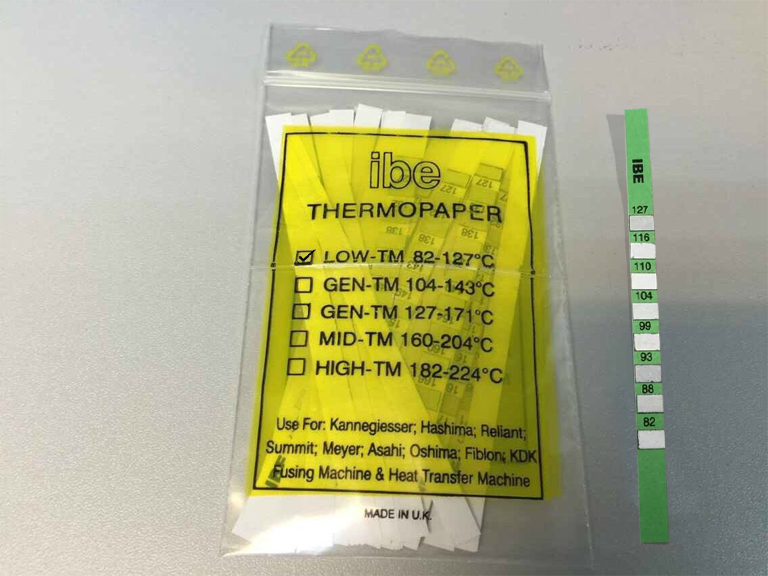 ibe
THERMOPAPER
☑ LOW-TM 82-127°C
☐ GEN-TM 104-143°C
☐ GEN-TM 127-171°C
☐ MID-TM 160-204°C
☐ HIGH-TM 182-224°C
Use For: Kannegiesser; Hashima; Reliant;
Summit; Meyer; Asahi; Oshima; Fiblon; KDK
Fusing Machine & Heat Transfer Machine
MADE IN U.K.
IBE
127
116
110
104
99
93
88
82